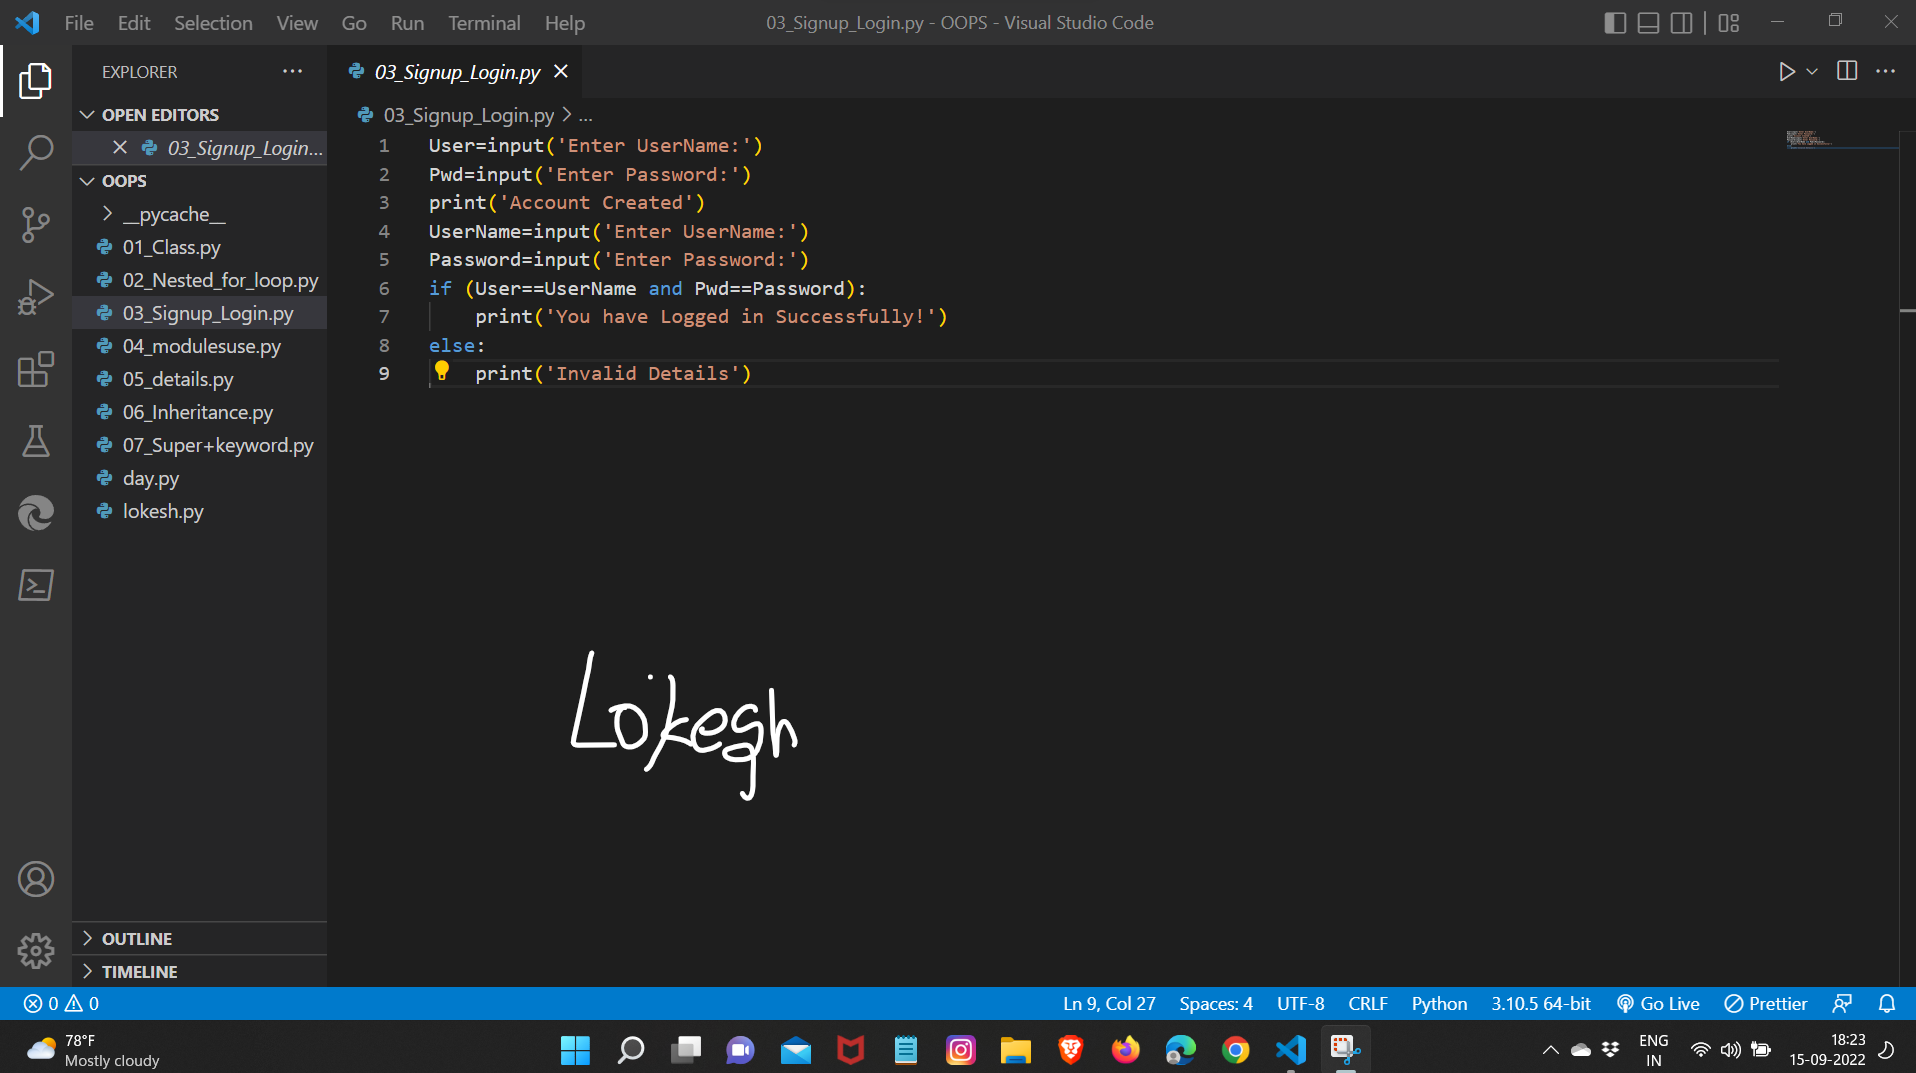 File Edit Selection View Go Run Terminal Help 03_Signup_Login.py - OOPS - Visual Studio Code
EXPLORER
OPEN EDITORS
03_Signup_Login...
OOPS
__pycache__
01_Class.py
02_Nested_for_loop.py
03_Signup_Login.py
04_modulesuse.py
05_details.py
06_Inheritance.py
07_Super+keyword.py
day.py
lokesh.py
OUTLINE
TIMELINE
03_Signup_Login.py
03_Signup_Login.py > ...
1 User=input('Enter UserName:')
2 Pwd=input('Enter Password:')
3 print('Account Created')
4 UserName=input('Enter UserName:')
5 Password=input('Enter Password:')
6 if (User==UserName and Pwd==Password):
7     print('You have Logged in Successfully!')
8 else:
9     print('Invalid Details')
Lokesh
0 0 Ln 9, Col 27 Spaces: 4 UTF-8 CRLF Python 3.10.5 64-bit Go Live Prettier
78°F
Mostly cloudy
ENG
IN
18:23
15-09-2022